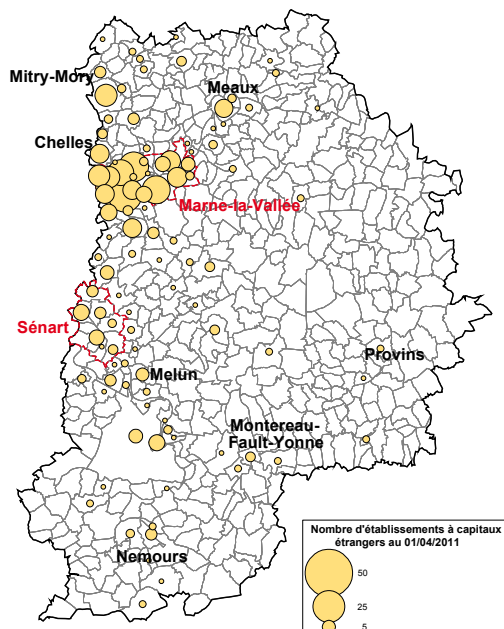 Mitry-Mory
Meaux
Chelles
Marne-la-Vallée
Sénart
Provins
Melun
Montereau-
Fault-Yonne
Nemours
Nombre d'établissements à capitaux
étrangers au 01/04/2011
50
25
5